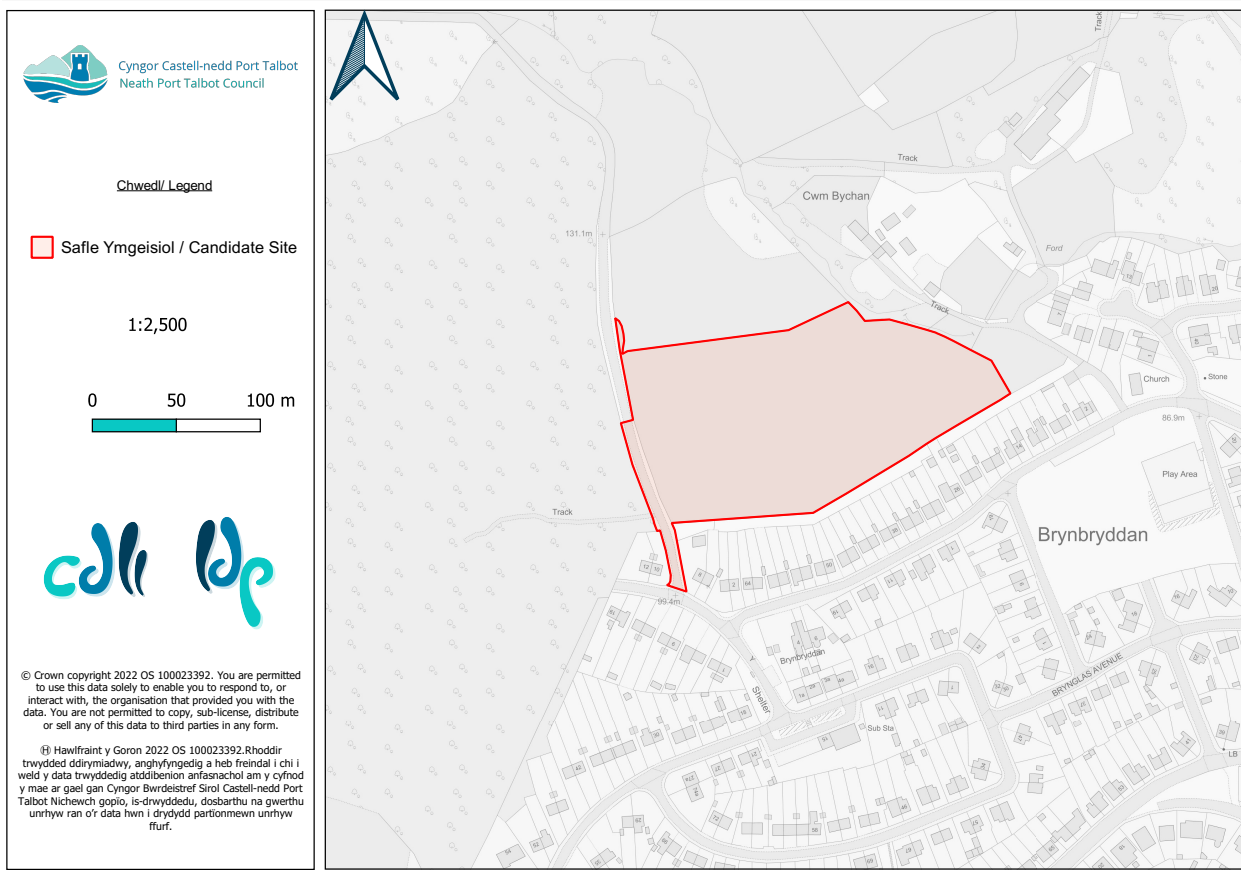 Cyngor Castell-nedd Port Talbot
Neath Port Talbot Council
Chwedl/ Legend
Safle Ymgeisiol / Candidate Site
1:2,500
0 50 100 m
cdll ldp
© Crown copyright 2022 OS 100023392. You are permitted
to use this data solely to enable you to respond to, or
interact with, the organisation that provided you with the
data. You are not permitted to copy, sub-license, distribute
or sell any of this data to third parties in any form.
Ⓗ Hawlfraint y Goron 2022 OS 100023392.Rhoddir
trwydded ddirymiadwy, anghyfyngedig a heb freindal i chi i
weld y data trwyddedig atddibenion anfasnachol am y cyfnod
y mae ar gael gan Cyngor Bwrdeistref Sirol Castell-nedd Port
Talbot Nichewch gopïo, is-drwyddedu, dosbarthu na gwerthu
unrhyw ran o'r data hwn i drydydd partionmewn unrhyw
ffurf.
Track
Track
Cwm Bychan
131.1m
Ford
Track
Church
Stone
86.9m
Play Area
Track
Brynbryddan
99.4m
Brynbryddan
BRYNGLAS AVENUE
Y
Shelter
Sub Sta
LB